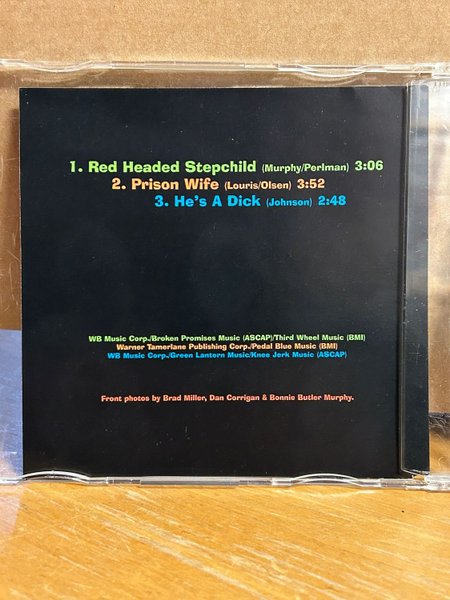 1. Red Headed Stepchild (Murphy/Perlman) 3:06
2. Prison Wife (Louris/Olsen) 3:52
3. He's A Dick (Johnson) 2:48
WB Music Corp./Broken Promises Music (ASCAP)/Third Wheel Music (BMI)
Warner Tamerlane Publishing Corp./Pedal Blue Music (BMI)
WB Music Corp./Green Lantern Music/Knee Jerk Music (ASCAP)
Front photos by Brad Miller, Dan Corrigan & Bonnie Butler Murphy.